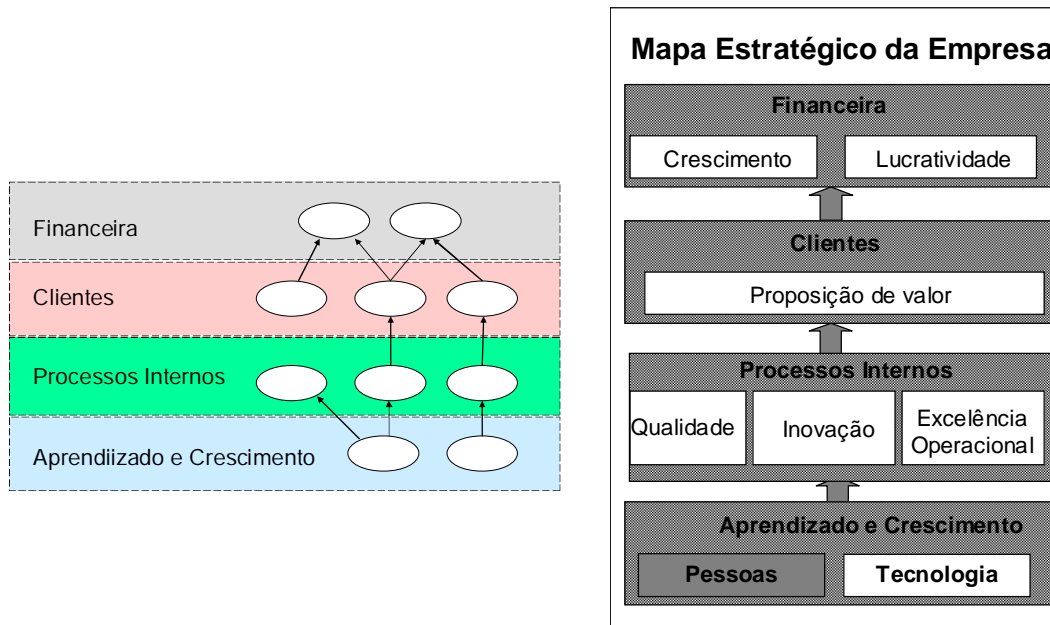 Financeira
Clientes
Processos Internos
Aprendiizado e Crescimento
Mapa Estratégico da Empresa
Financeira
Crescimento
Lucratividade
Clientes
Proposição de valor
Processos Internos
Qualidade
Inovação
Excelência
Operacional
Aprendizado e Crescimento
Pessoas
Tecnologia